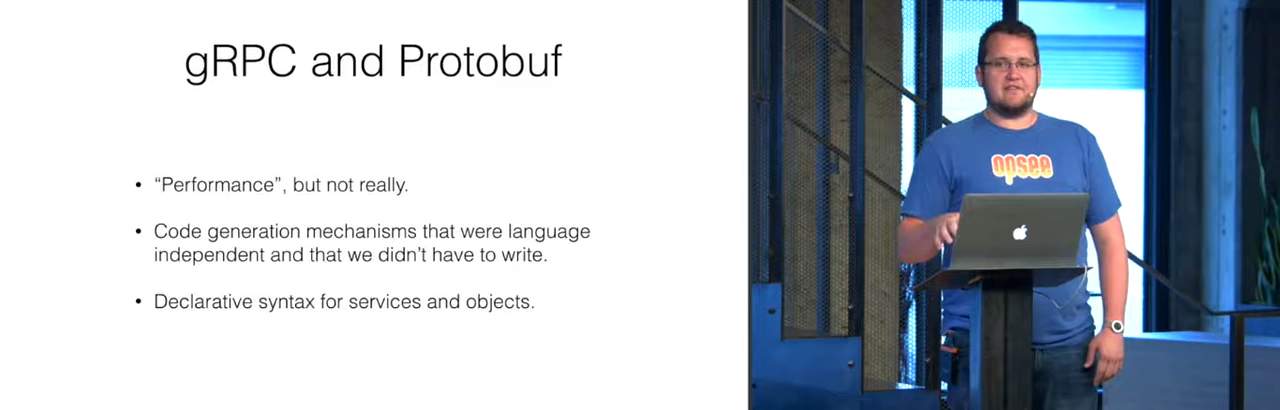 gRPC and Protobuf
• “Performance”, but not really.
• Code generation mechanisms that were language
independent and that we didn’t have to write.
• Declarative syntax for services and objects.
opsee